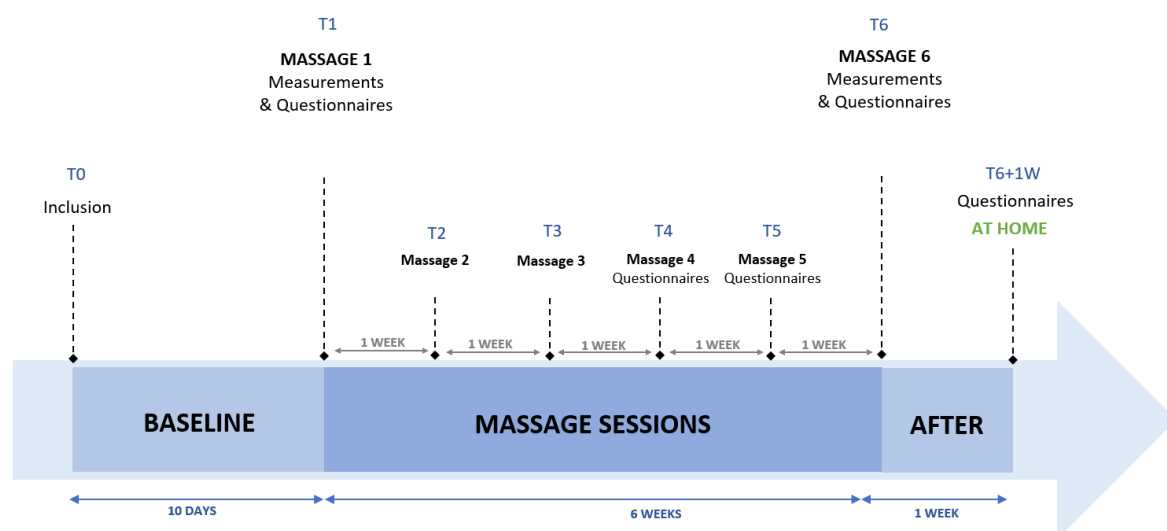 T1
MASSAGE 1
Measurements
& Questionnaires
T6
MASSAGE 6
Measurements
& Questionnaires
T0
Inclusion
T6+1W
Questionnaires
AT HOME
T2
Massage 2
T3
Massage 3
T4
Massage 4
Questionnaires
T5
Massage 5
Questionnaires
1 WEEK
1 WEEK
1 WEEK
1 WEEK
1 WEEK
BASELINE
MASSAGE SESSIONS
AFTER
10 DAYS
6 WEEKS
1 WEEK